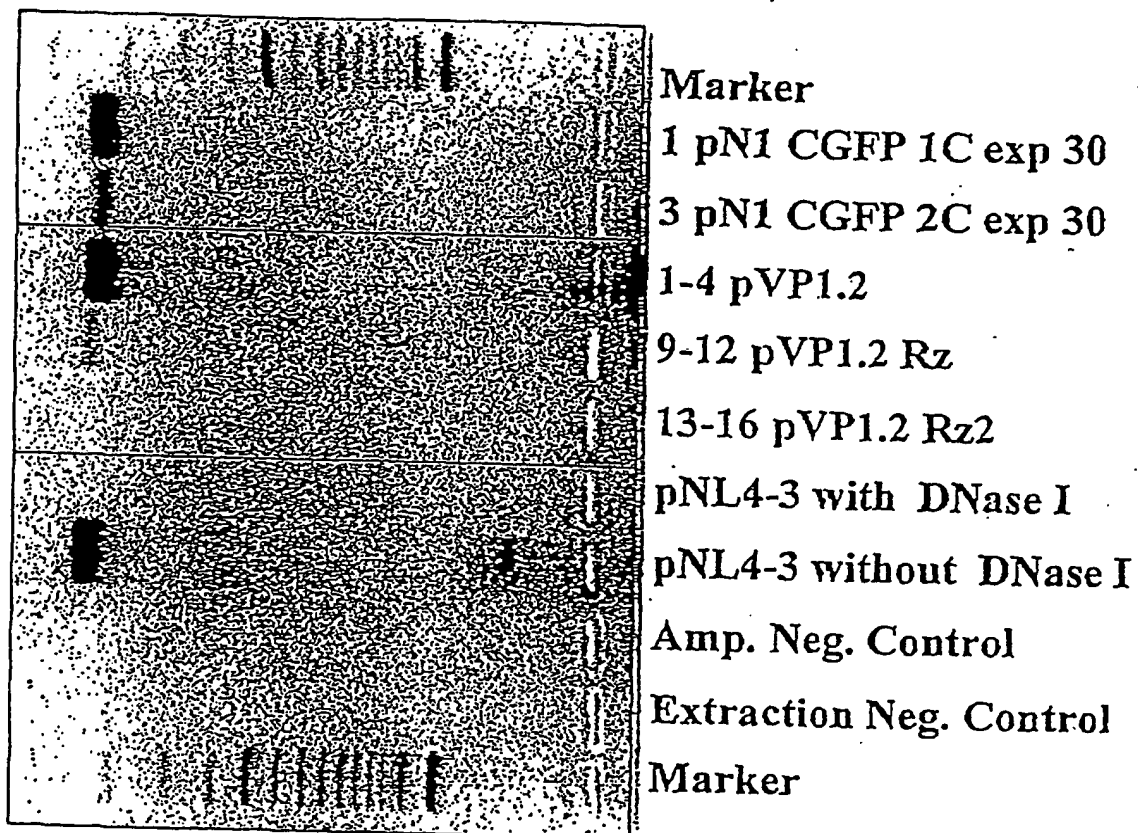 Marker
1 pN1 CGFP 1C exp 30
3 pN1 CGFP 2C exp 30
1-4 pVP1.2
9-12 pVP1.2 Rz
13-16 pVP1.2 Rz2
pNL4-3 with DNase I
pNL4-3 without DNase I
Amp. Neg. Control
Extraction Neg. Control
Marker